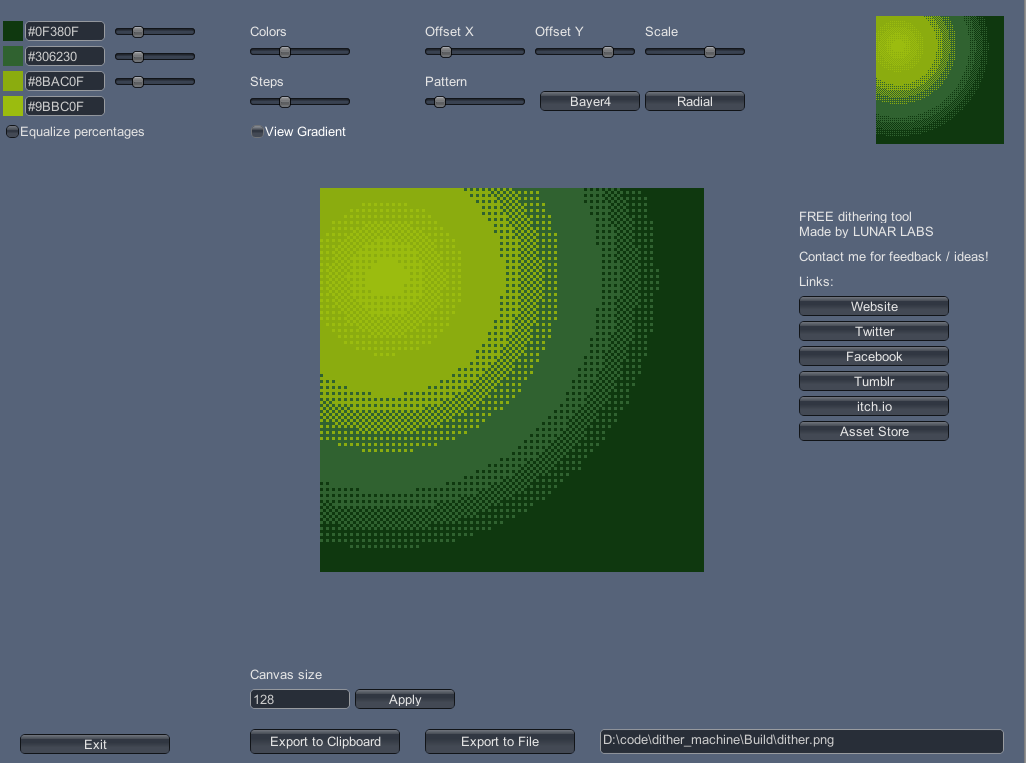 #0F380F
#306230
#8BAC0F
#9BBC0F
Equalize percentages
Colors
Steps
View Gradient
Offset X
Offset Y
Scale
Pattern
Bayer4
Radial
FREE dithering tool
Made by LUNAR LABS
Contact me for feedback / ideas!
Links:
Website
Twitter
Facebook
Tumblr
itch.io
Asset Store
Canvas size
128
Apply
Exit
Export to Clipboard
Export to File
D:\code\dither_machine\Build\dither.png